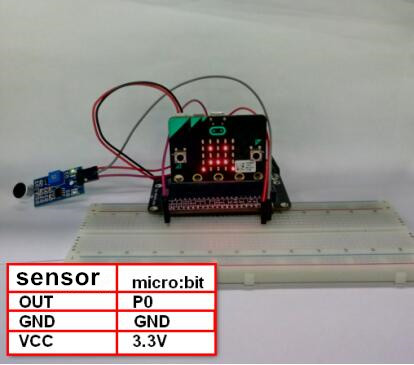 sensor micro:bit
OUT P0
GND GND
VCC 3.3V